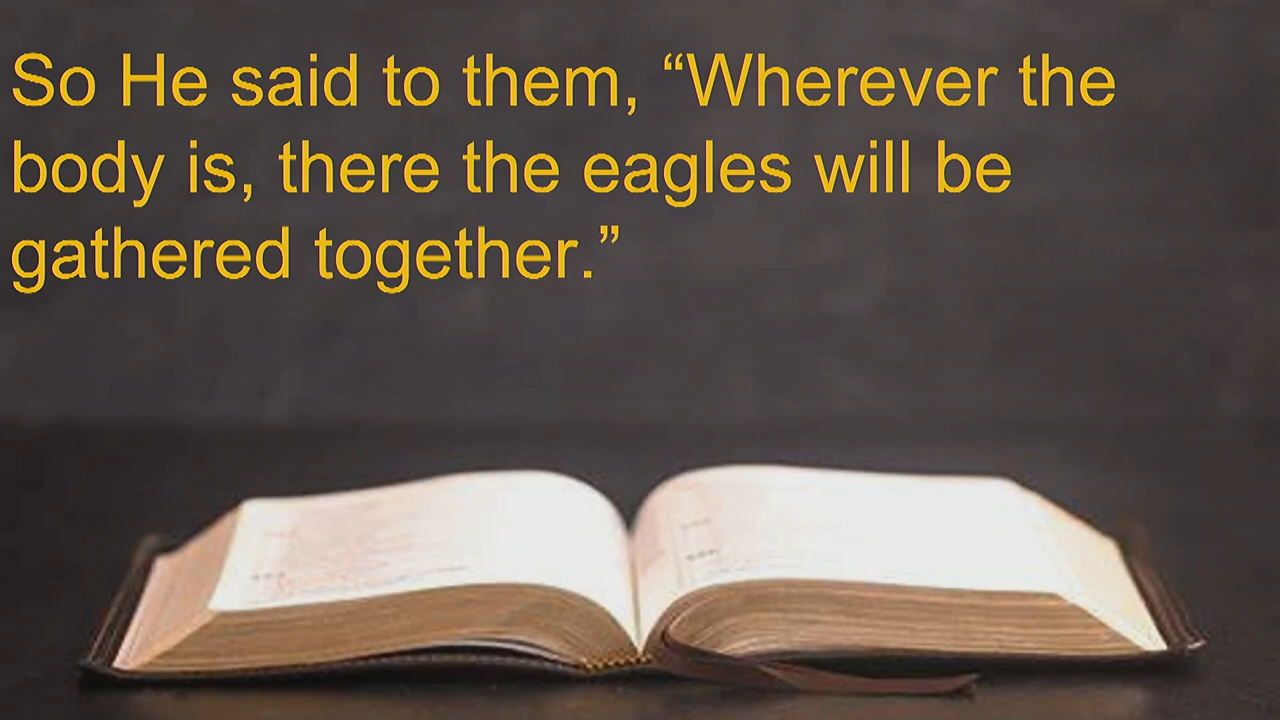 So He said to them, “Wherever the
body is, there the eagles will be
gathered together.”